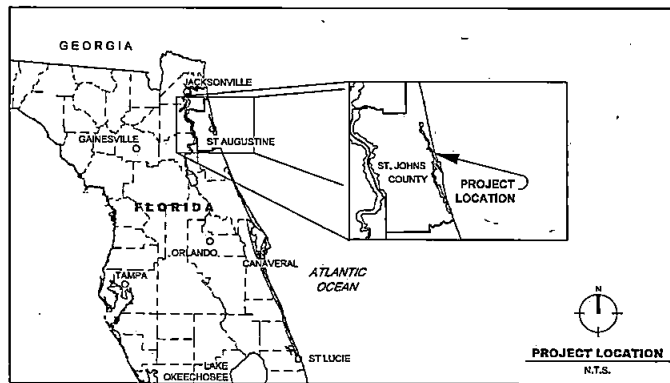 GEORGIA
JACKSONVILLE
GAINESVILLE
ST AUGUSTINE
ST. JOHNS
COUNTY
PROJECT
LOCATION
FLORIDA
ORLANDO
CANAVERAL
ATLANTIC
OCEAN
TAMPA
ST LUCIE
LAKE
OKEECHOSEE
N
PROJECT LOCATION
N.T.S.